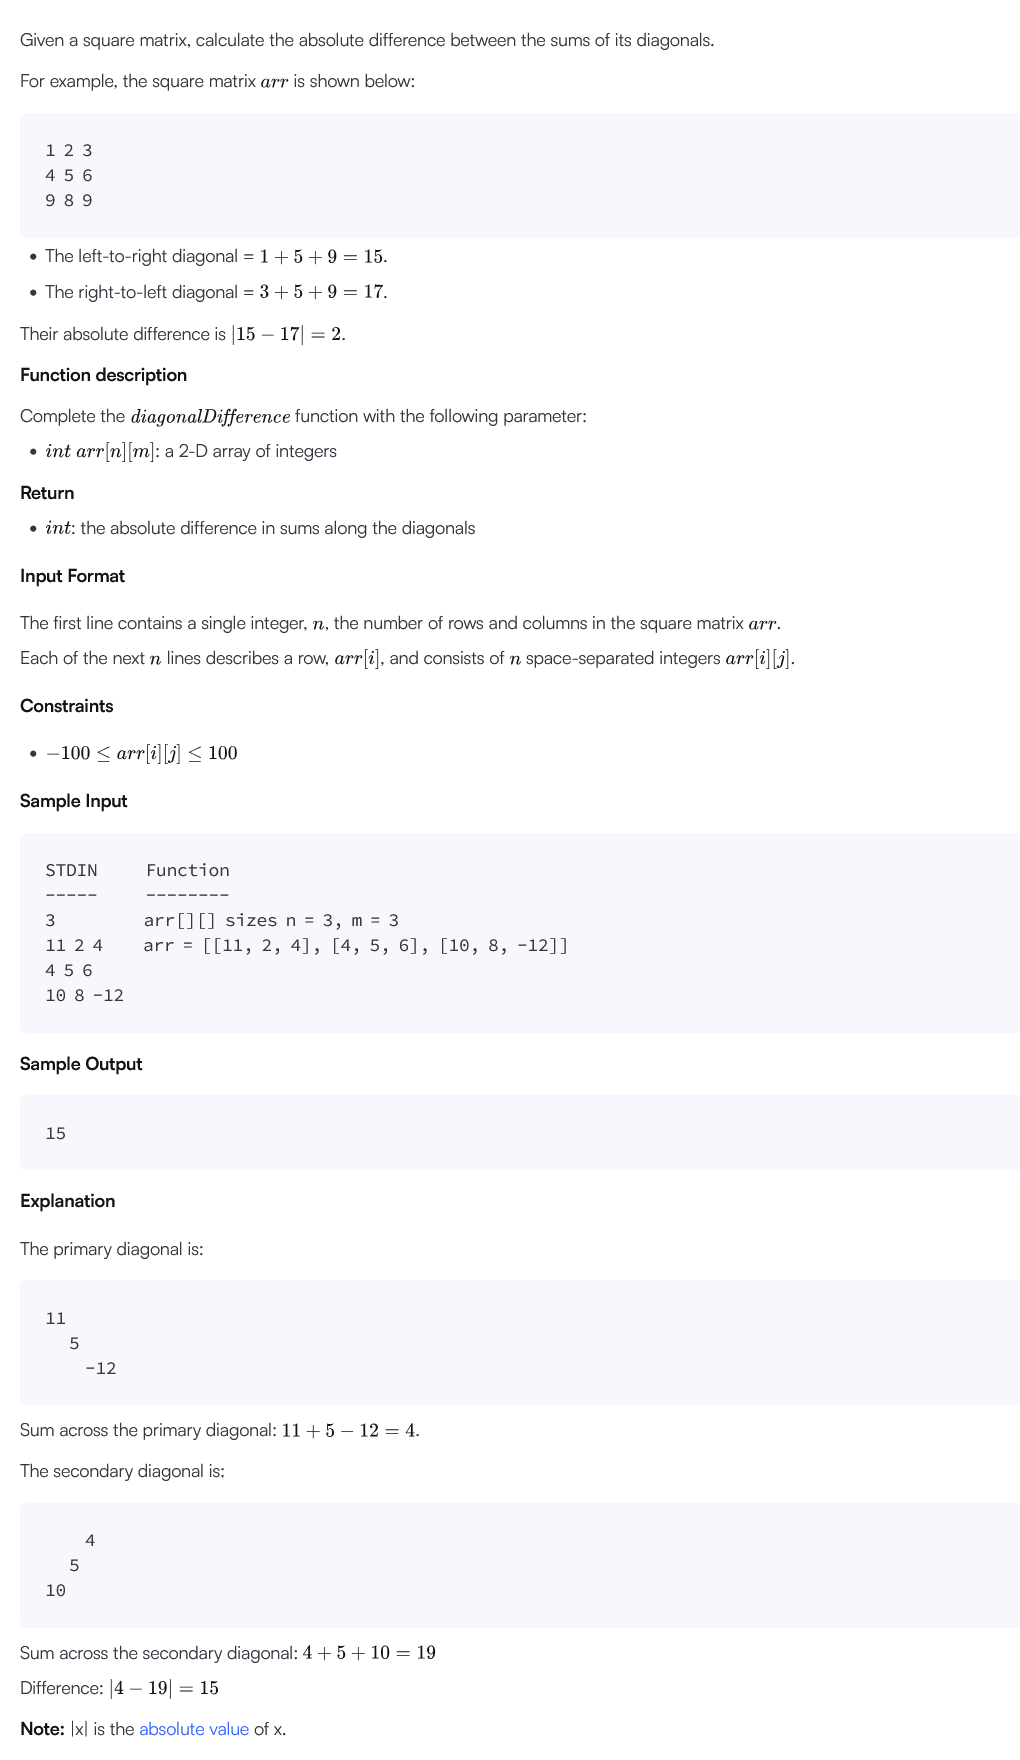 Given a square matrix, calculate the absolute difference between the sums of its diagonals.
For example, the square matrix arr is shown below:
1 2 3
4 5 6
9 8 9
• The left-to-right diagonal = 1 + 5 + 9 = 15.
• The right-to-left diagonal = 3 + 5 + 9 = 17.
Their absolute difference is |15 − 17| = 2.
Function description
Complete the diagonalDifference function with the following parameter:
• int arr[n][m]: a 2-D array of integers
Return
• int: the absolute difference in sums along the diagonals
Input Format
The first line contains a single integer, n, the number of rows and columns in the square matrix arr.
Each of the next n lines describes a row, arr[i], and consists of n space-separated integers arr[i][j].
Constraints
• −100 ≤ arr[i][j] ≤ 100
Sample Input
STDIN     Function
-----     --------
3         arr[][] sizes n = 3, m = 3
11 2 4    arr = [[11, 2, 4], [4, 5, 6], [10, 8, -12]]
4 5 6
10 8 -12
Sample Output
15
Explanation
The primary diagonal is:
11
   5
     -12
Sum across the primary diagonal: 11 + 5 − 12 = 4.
The secondary diagonal is:
     4
   5
10
Sum across the secondary diagonal: 4 + 5 + 10 = 19
Difference: |4 − 19| = 15
Note: |x| is the absolute value of x.